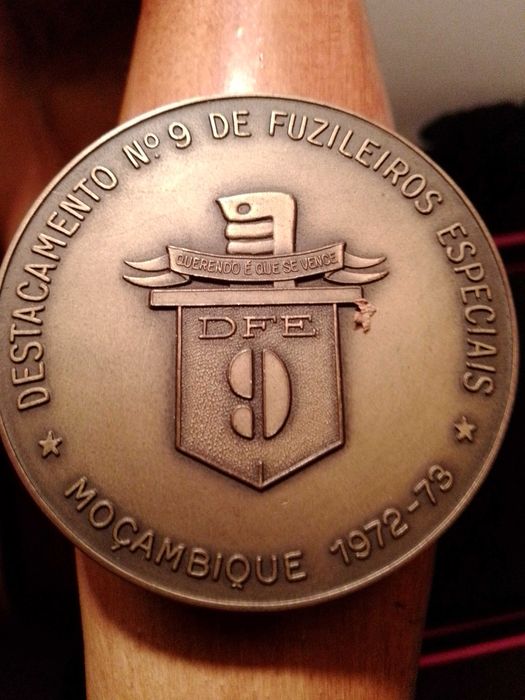 DESTACAMENTO Nº 9 DE FUZILEIROS ESPECIAIS
QUERENDO É QUE SE VENCE
DFE
9
MOÇAMBIQUE 1972-73